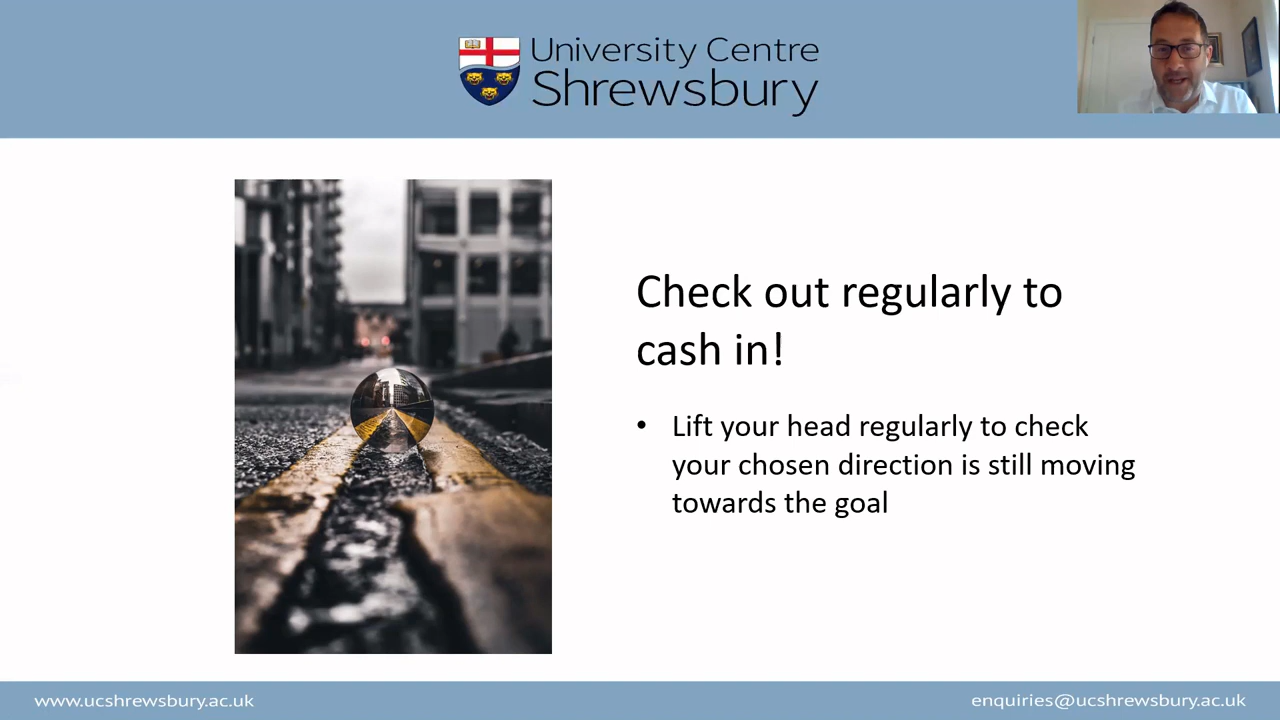 University Centre
Shrewsbury
Check out regularly to
cash in!
• Lift your head regularly to check
your chosen direction is still moving
towards the goal
www.ucshrewsbury.ac.uk
enquiries@ucshrewsbury.ac.uk